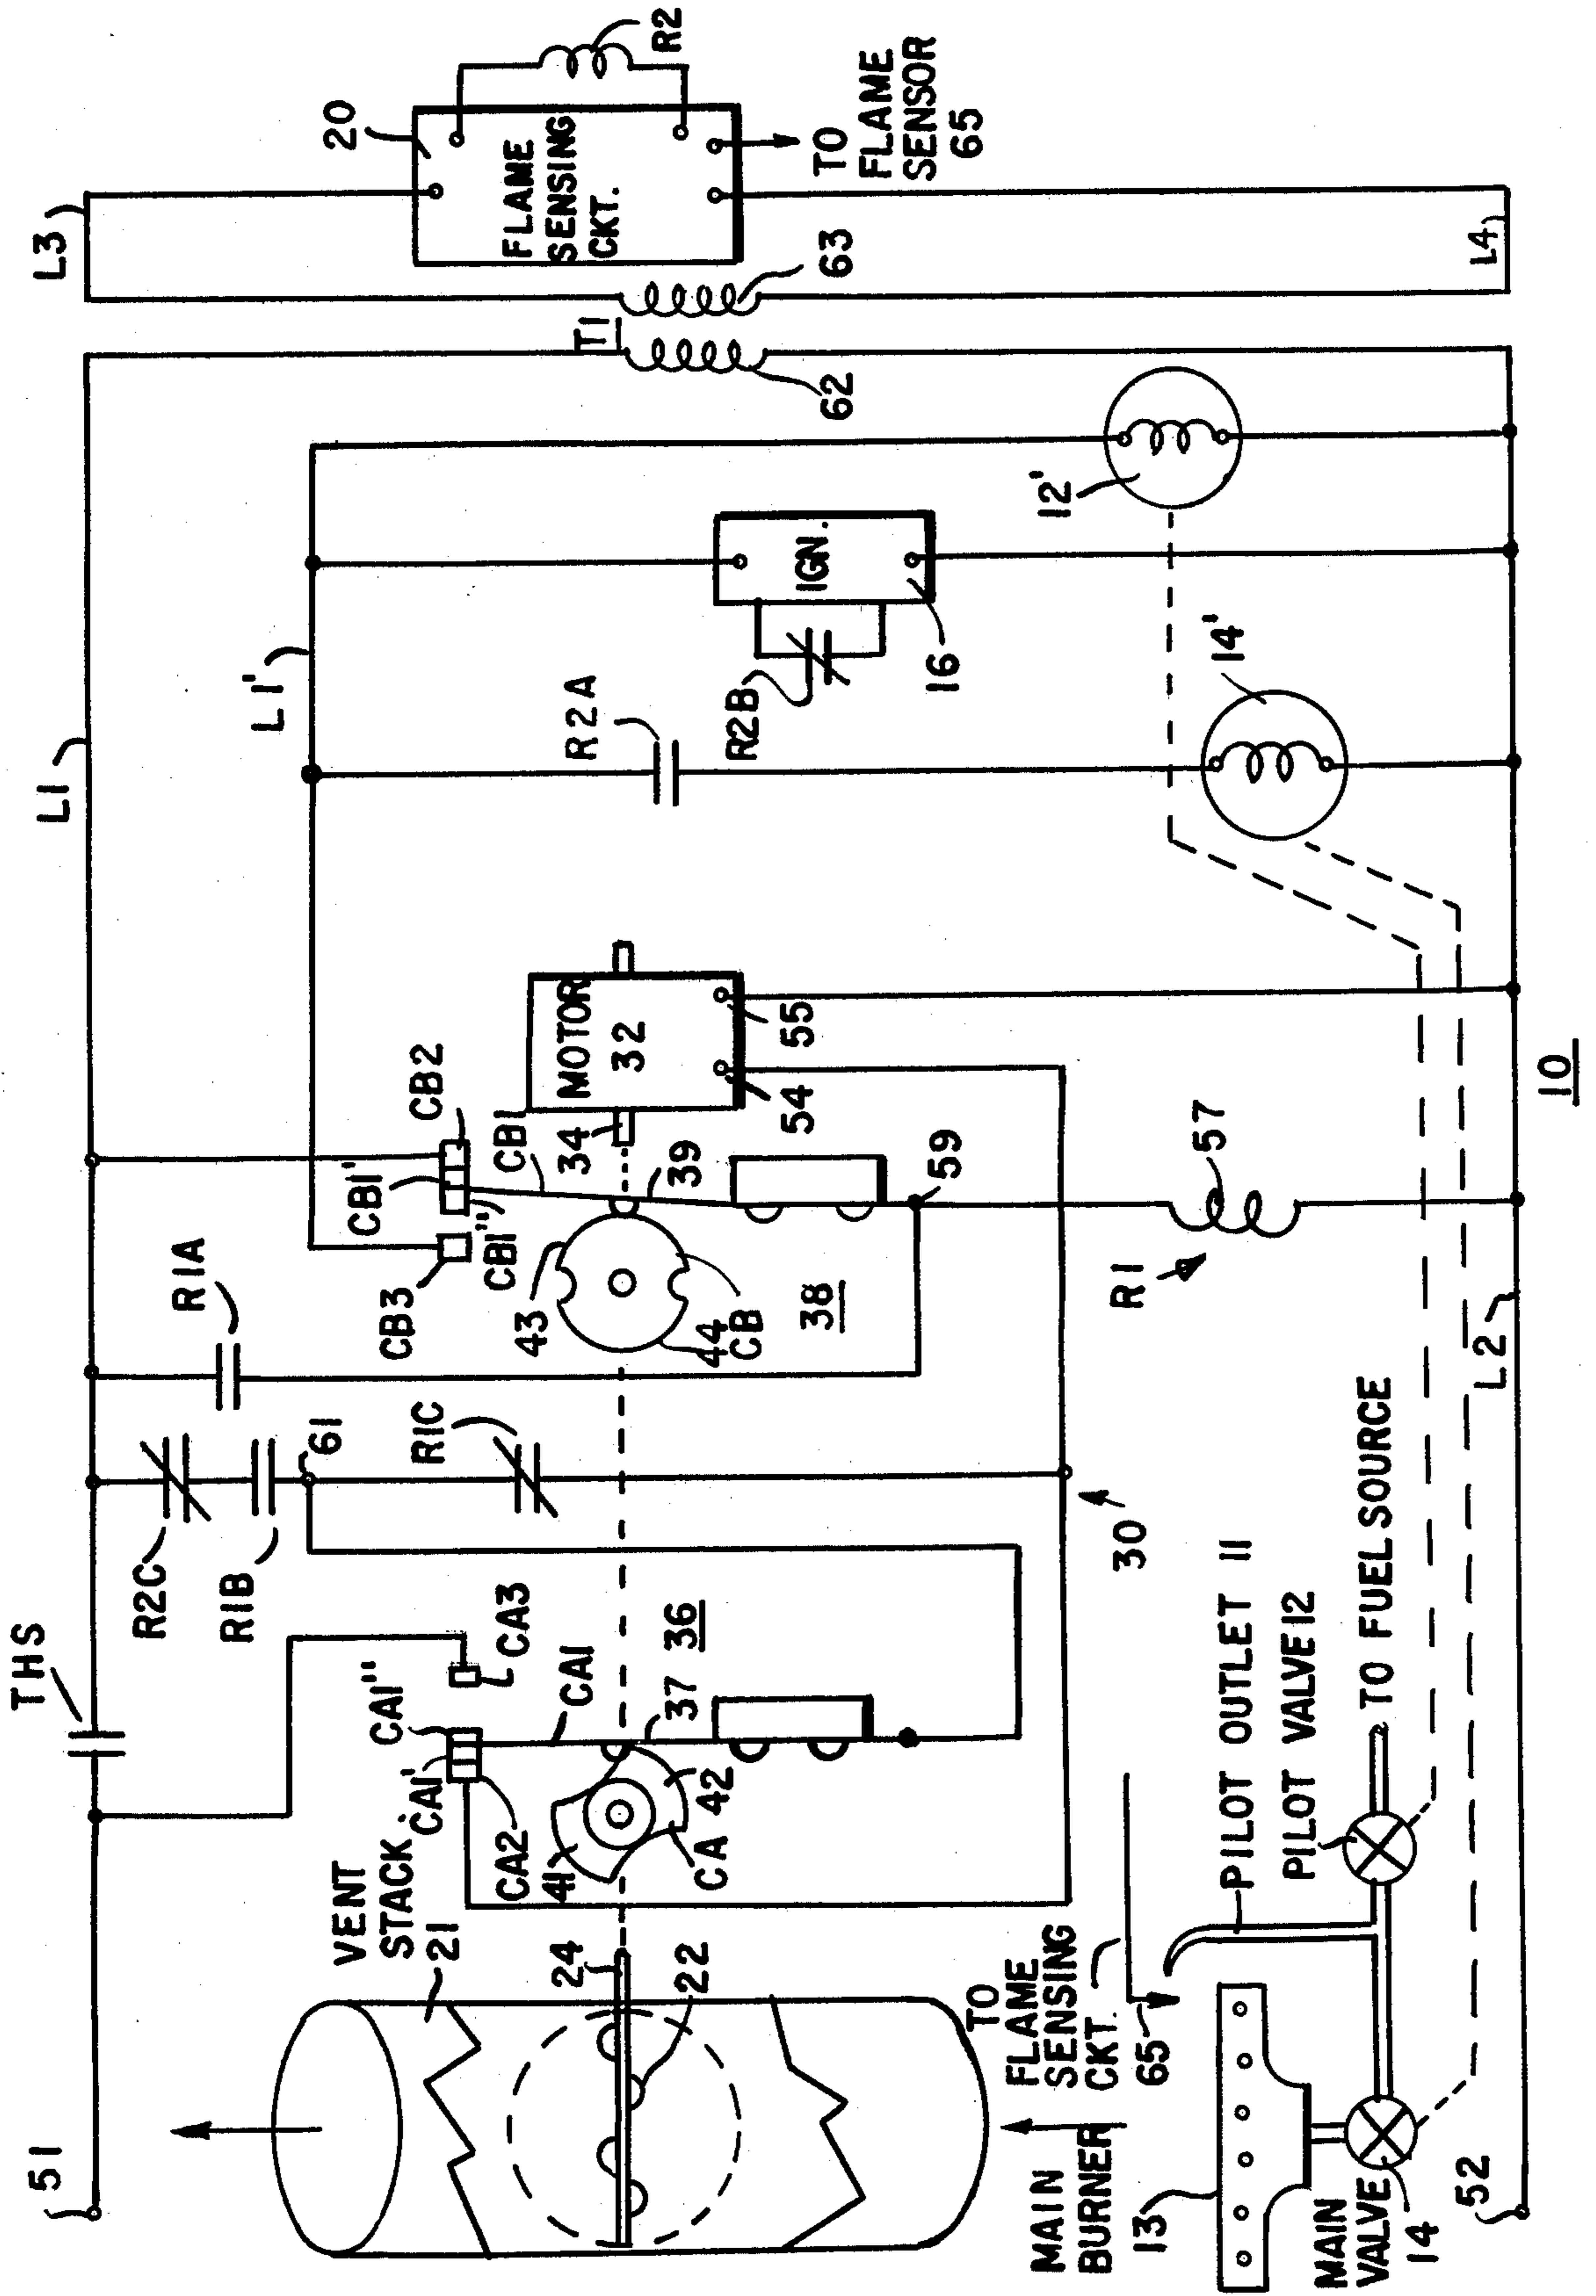 51
THS
L1
L3
VENT
STACK
21
CA1'
CA1"
CA2
CA3
R2C
R1B
61
R1A
R1C
CB3
CB1'
CB1"
CB2
CB1
L1'
R2A
R2B
IGN.
16
T1
62
63
20
FLAME
SENSING
CKT.
R2
TO
FLAME
SENSOR
65
24
22
41
42
CA
37
36
CA1
43
44
CB
38
34
39
MOTOR
32
54
55
59
30
R1
57
14'
12'
L4
TO
FLAME
SENSING
CKT.
65
MAIN
BURNER
13
PILOT OUTLET 11
PILOT VALVE 12
TO FUEL SOURCE
MAIN
VALVE
14
52
L2
10